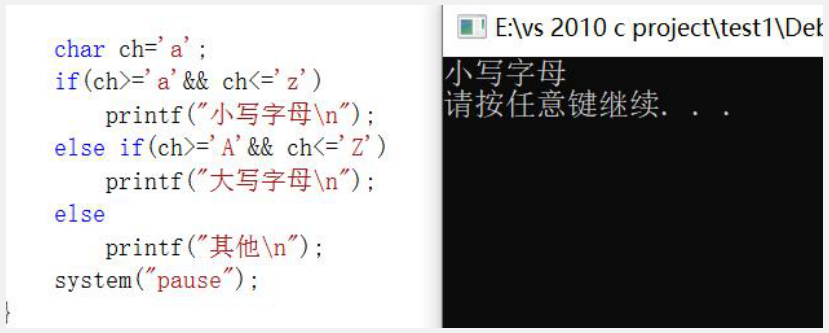 char ch='a';
if(ch>='a'&& ch<='z')
printf("小写字母\n");
else if(ch>='A'&& ch<='Z')
printf("大写字母\n");
else
printf("其他\n");
system("pause");
}
E:\vs 2010 c project\test1\Deb
小写字母
请按任意键继续. . .